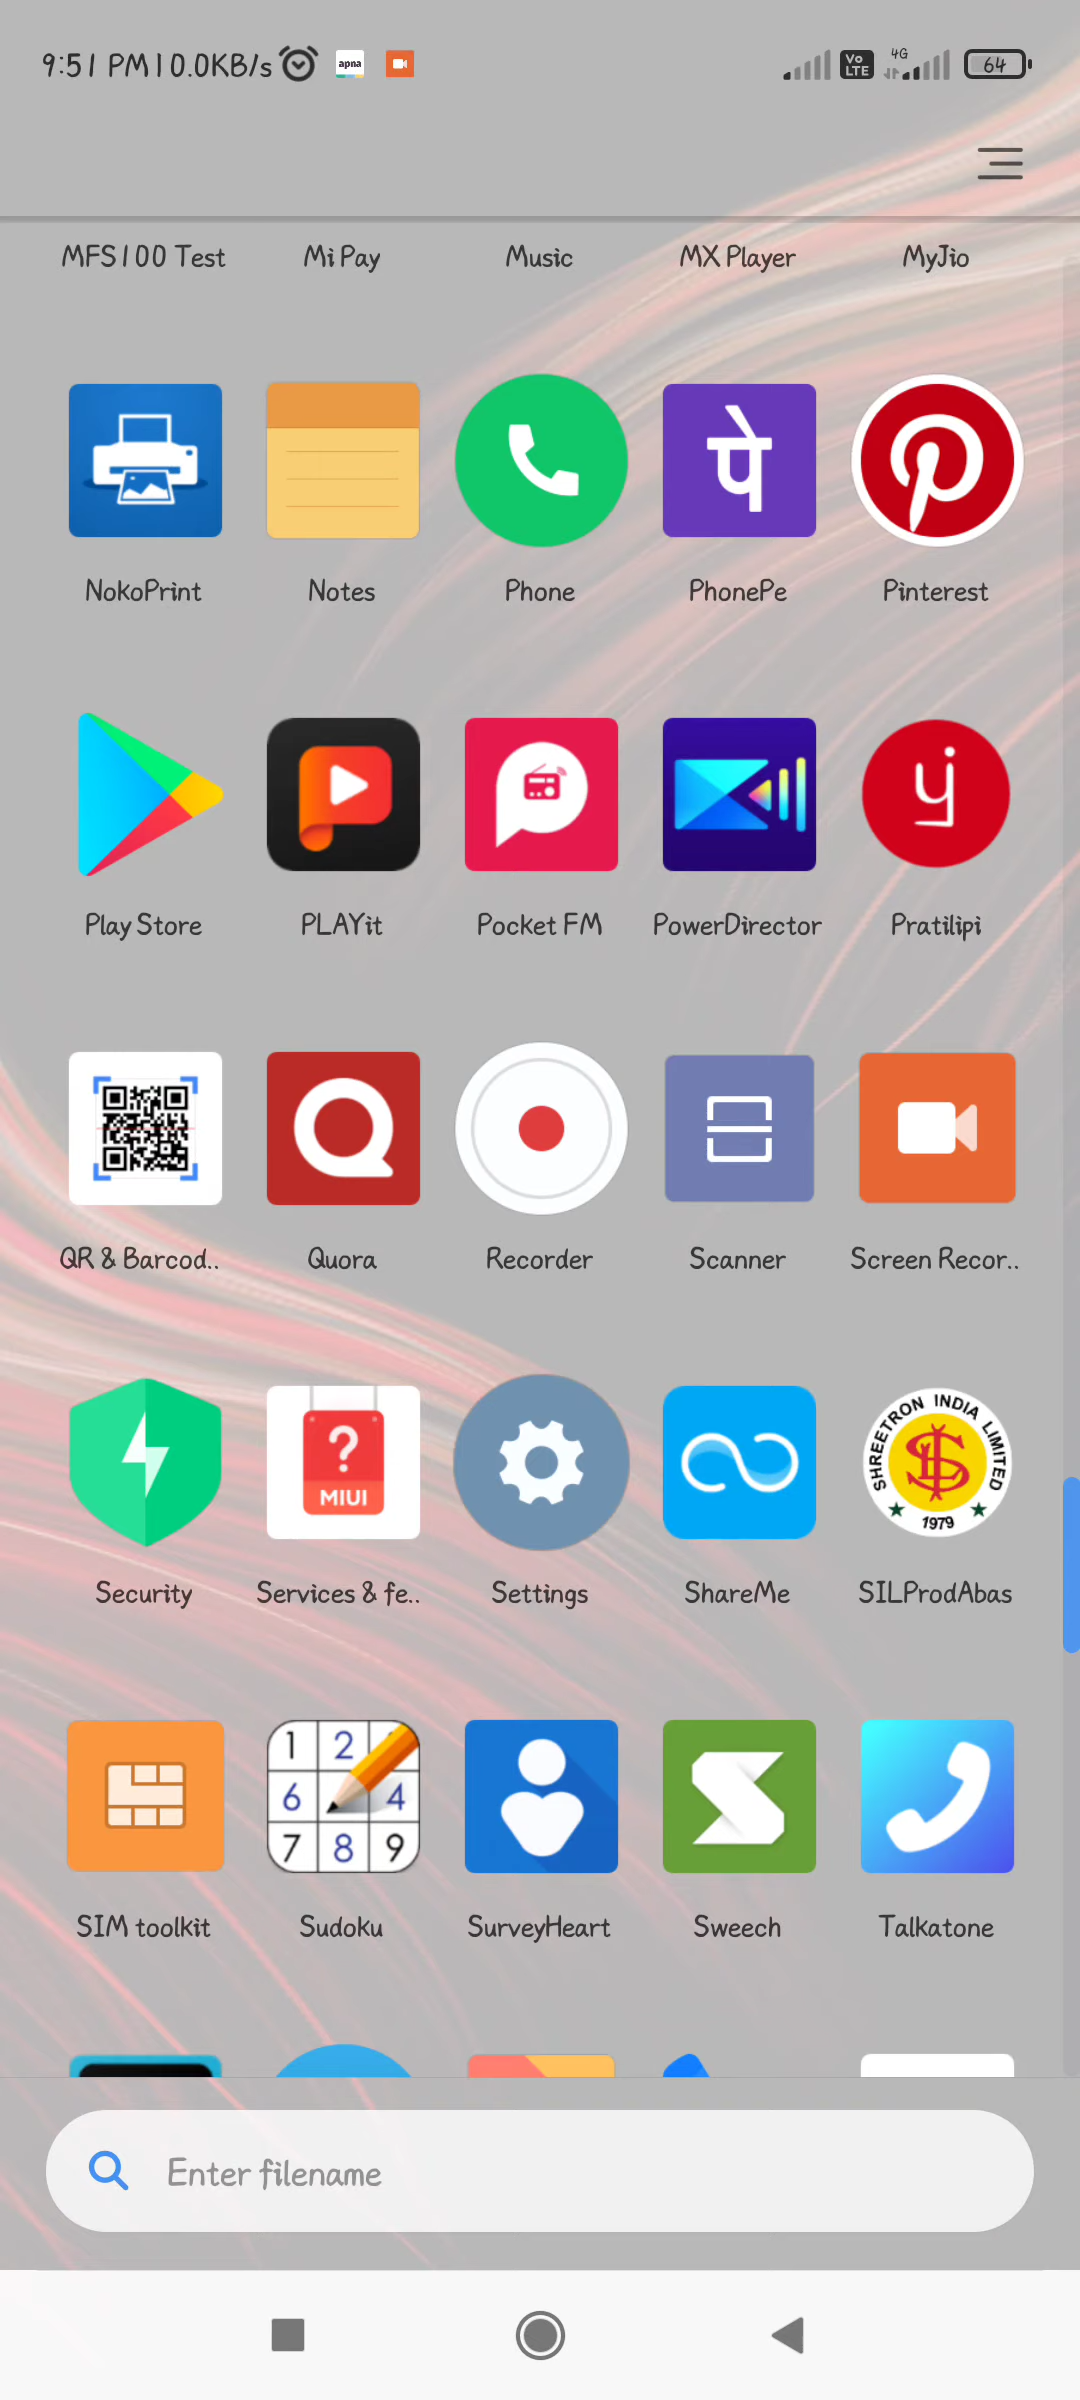 9:51 PM 10.0KB/s apna Vo LTE 4G 64
MFS100 Test Mi Pay Music MX Player MyJio
पे
NokoPrint Notes Phone PhonePe Pinterest
Play Store PLAYit Pocket FM PowerDirector Pratilipi
QR & Barcod.. Quora Recorder Scanner Screen Recor..
? MIUI
SHREETRON INDIA LIMITED
1979
Security Services & fe.. Settings ShareMe SILProdAbas
1 2
6 4
7 8 9
SIM toolkit Sudoku SurveyHeart Sweech Talkatone
Enter filename